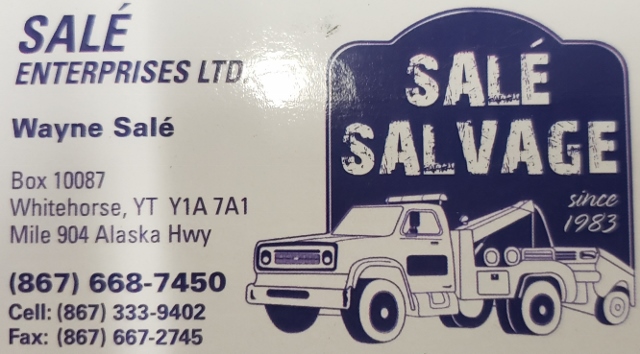 SALÉ
ENTERPRISES LTD.
Wayne Salé
Box 10087
Whitehorse, YT Y1A 7A1
Mile 904 Alaska Hwy
(867) 668-7450
Cell: (867) 333-9402
Fax: (867) 667-2745
SALÉ
SALVAGE
since
1983